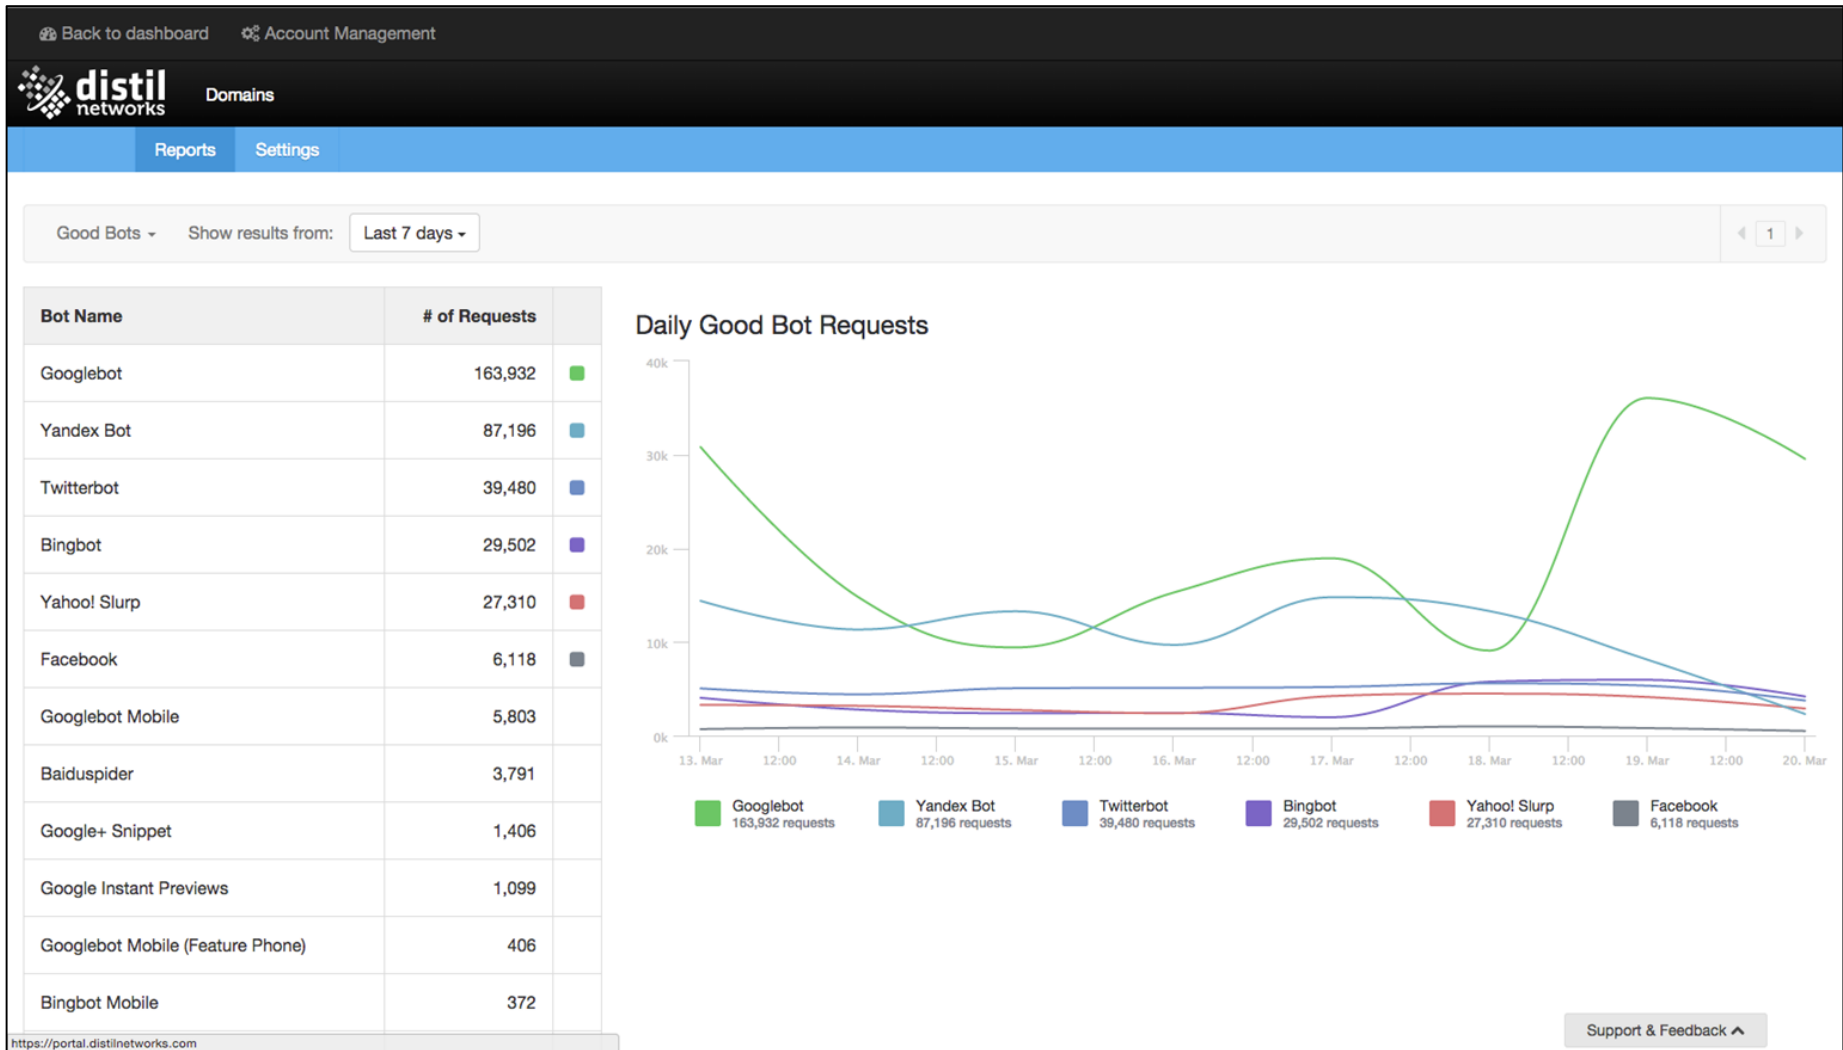 Back to dashboard Account Management
distil networks Domains
Reports Settings
Good Bots Show results from: Last 7 days 1
Bot Name # of Requests
Googlebot 163,932
Yandex Bot 87,196
Twitterbot 39,480
Bingbot 29,502
Yahoo! Slurp 27,310
Facebook 6,118
Googlebot Mobile 5,803
Baiduspider 3,791
Google+ Snippet 1,406
Google Instant Previews 1,099
Googlebot Mobile (Feature Phone) 406
Bingbot Mobile 372
https://portal.distilnetworks.com
Daily Good Bot Requests
40k
30k
20k
10k
0k
13. Mar 12:00 14. Mar 12:00 15. Mar 12:00 16. Mar 12:00 17. Mar 12:00 18. Mar 12:00 19. Mar 12:00 20. Mar
Googlebot Yandex Bot Twitterbot Bingbot Yahoo! Slurp Facebook
163,932 requests 87,196 requests 39,480 requests 29,502 requests 27,310 requests 6,118 requests
Support & Feedback